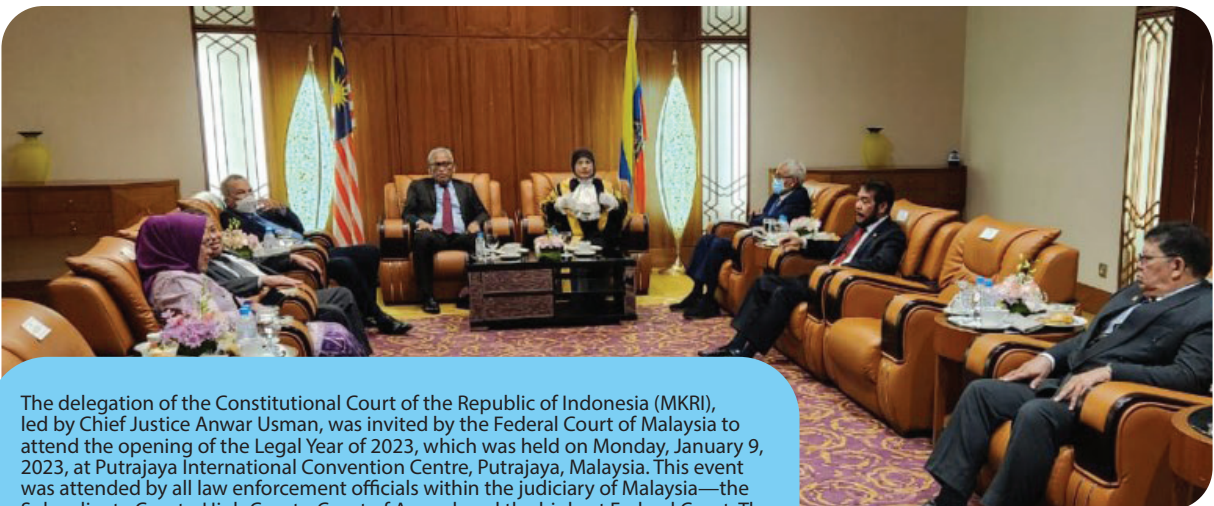 The delegation of the Constitutional Court of the Republic of Indonesia (MKRI),
led by Chief Justice Anwar Usman, was invited by the Federal Court of Malaysia to
attend the opening of the Legal Year of 2023, which was held on Monday, January 9,
2023, at Putrajaya International Convention Centre, Putrajaya, Malaysia. This event
was attended by all law enforcement officials within the judiciary of Malaysia—the